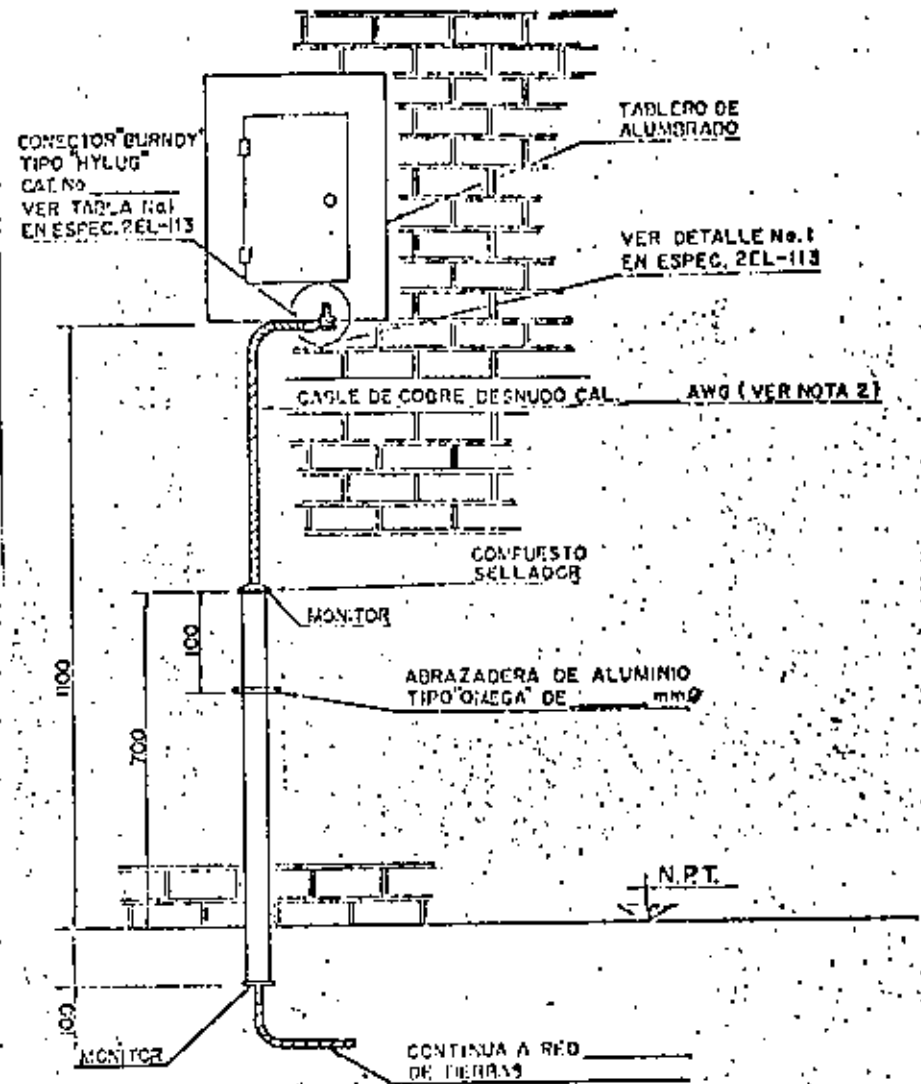 CONECTOR "BURNDY"
TIPO "HYLUG"
CAT. No
VER TABLA No.1
EN ESPEC. 2EL-113
TABLERO DE
ALUMBRADO
VER DETALLE No.1
EN ESPEC. 2EL-113
CABLE DE COBRE DESNUDO CAL. AWG (VER NOTA 2)
COMPUESTO
SELLADOR
MONITOR
100
1100
ABRAZADERA DE ALUMINIO
TIPO "OMEGA" DE mmØ
700
N.P.T.
100
MONITOR
CONTINUA A RED
DE TIERRAS